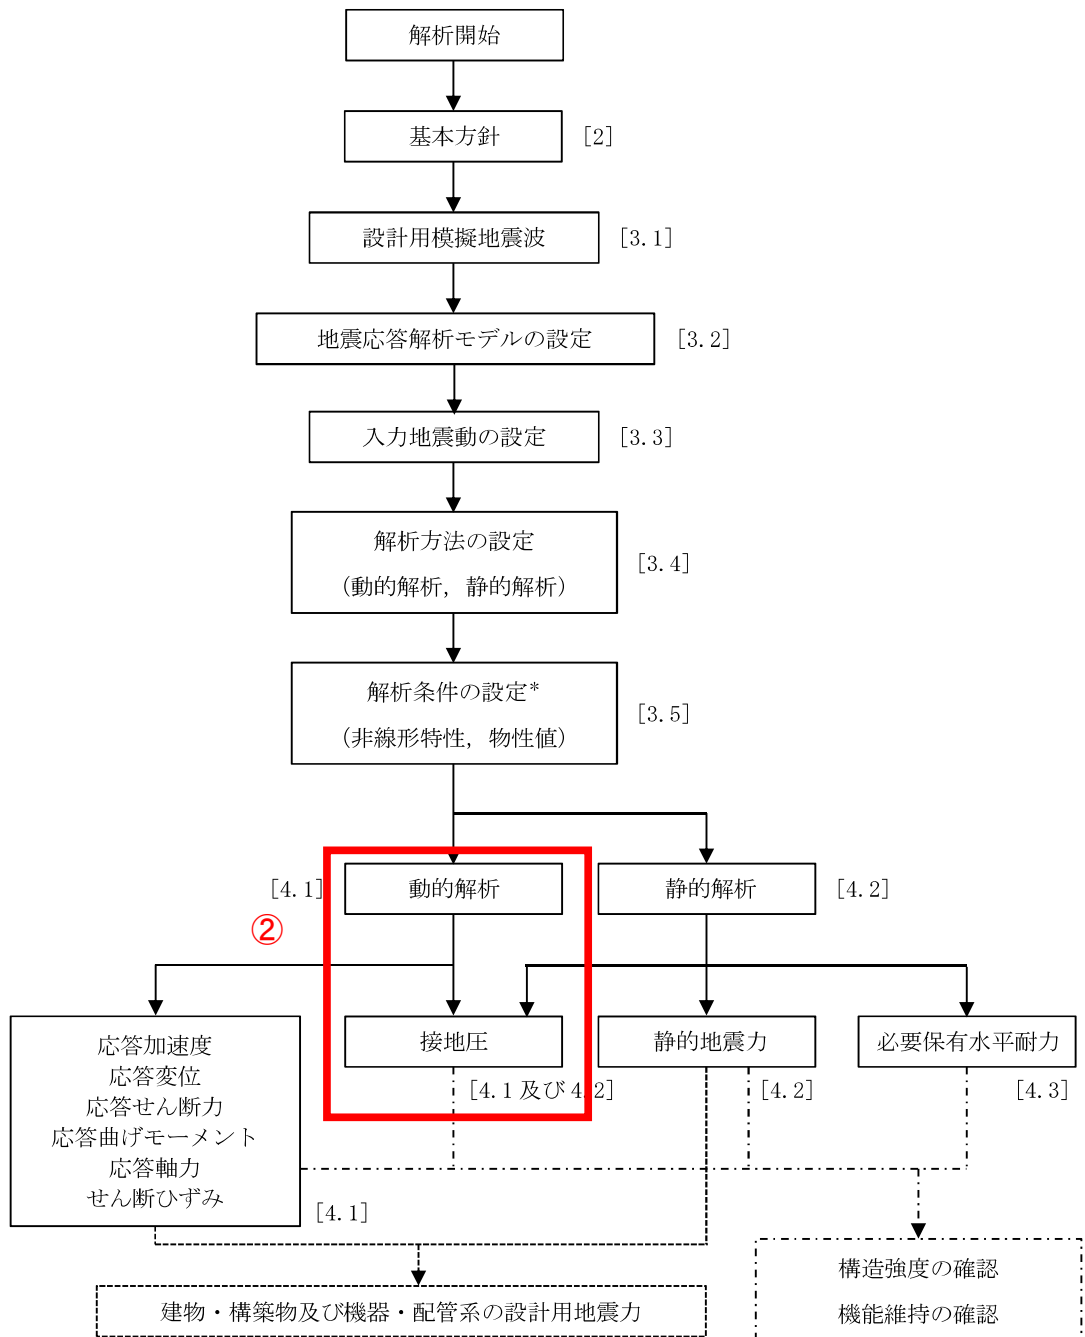 解析開始
基本方針 [2]
設計用模擬地震波 [3.1]
地震応答解析モデルの設定 [3.2]
入力地震動の設定 [3.3]
解析方法の設定
(動的解析，静的解析)
[3.4]
解析条件の設定*
(非線形特性，物性値)
[3.5]
[4.1] 動的解析
静的解析 [4.2]
②
応答加速度
応答変位
応答せん断力
応答曲げモーメント
応答軸力
せん断ひずみ
[4.1]
接地圧
[4.1 及び 4.2]
静的地震力
[4.2]
必要保有水平耐力
[4.3]
建物・構築物及び機器・配管系の設計用地震力
構造強度の確認
機能維持の確認